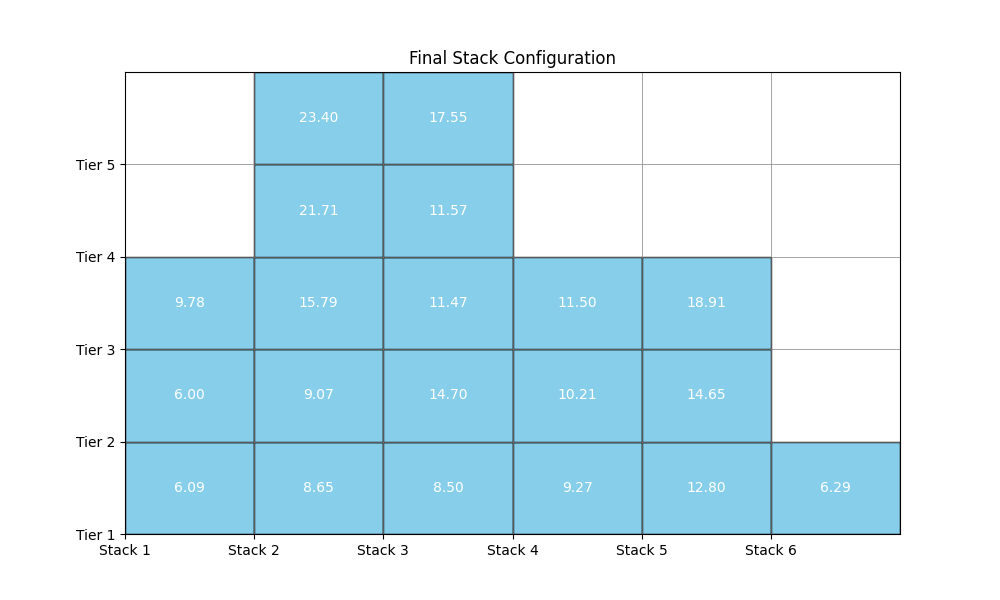 Final Stack Configuration
23.40 17.55
Tier 5
21.71 11.57
Tier 4
9.78 15.79 11.47 11.50 18.91
Tier 3
6.00 9.07 14.70 10.21 14.65
Tier 2
6.09 8.65 8.50 9.27 12.80 6.29
Tier 1
Stack 1 Stack 2 Stack 3 Stack 4 Stack 5 Stack 6